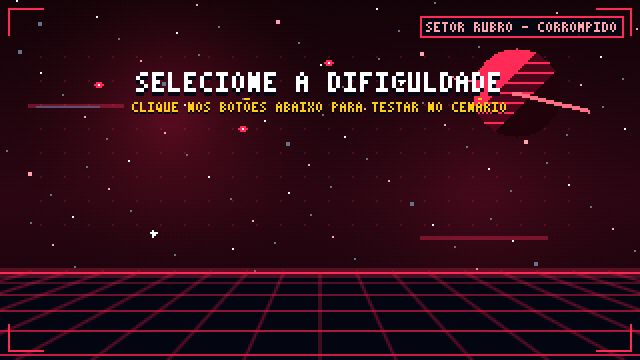 SETOR RUBRO - CORROMPIDO
SELECIONE A DIFICULDADE
CLIQUE NOS BOTÕES ABAIXO PARA TESTAR NO CENÁRIO